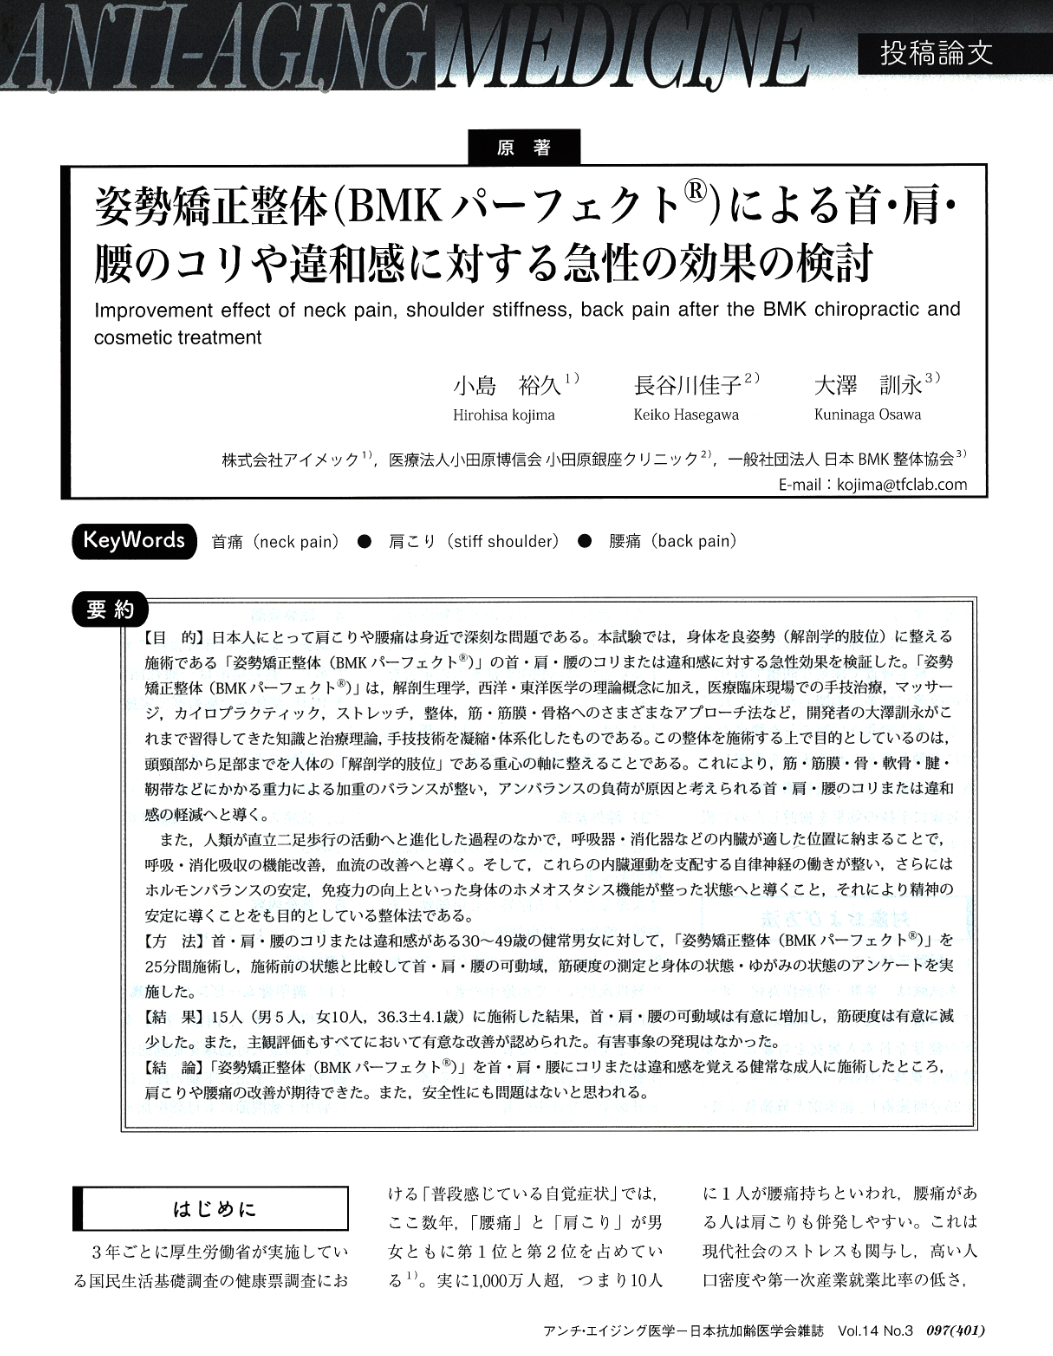 ANTI-AGING MEDICINE
投稿論文
原 著
姿勢矯正整体(BMKパーフェクト®)による首・肩・
腰のコリや違和感に対する急性の効果の検討
Improvement effect of neck pain, shoulder stiffness, back pain after the BMK chiropractic and
cosmetic treatment
小島 裕久1) 長谷川佳子2) 大澤 訓永3)
Hirohisa kojima Keiko Hasegawa Kuninaga Osawa
株式会社アイメック1)，医療法人小田原博信会 小田原銀座クリニック2)，一般社団法人 日本 BMK 整体協会3)
E-mail：kojima@tfclab.com
KeyWords 首痛（neck pain） ● 肩こり（stiff shoulder） ● 腰痛（back pain）
要 約
【目 的】日本人にとって肩こりや腰痛は身近で深刻な問題である。本試験では，身体を良姿勢（解剖学的肢位）に整える
施術である「姿勢矯正整体（BMKパーフェクト®）」の首・肩・腰のコリまたは違和感に対する急性効果を検証した。「姿勢
矯正整体（BMKパーフェクト®）」は，解剖生理学，西洋・東洋医学の理論概念に加え，医療臨床現場での手技治療，マッサー
ジ，カイロプラクティック，ストレッチ，整体，筋・筋膜・骨格へのさまざまなアプローチ法など，開発者の大澤訓永がこ
れまで習得してきた知識と治療理論，手技技術を凝縮・体系化したものである。この整体を施術する上で目的としているのは，
頭頸部から足部までを人体の「解剖学的肢位」である重心の軸に整えることである。これにより，筋・筋膜・骨・軟骨・腱・
靭帯などにかかる重力による加重のバランスが整い，アンバランスの負荷が原因と考えられる首・肩・腰のコリまたは違和
感の軽減へと導く。
また，人類が直立二足歩行の活動へと進化した過程のなかで，呼吸器・消化器などの内臓が適した位置に納まることで，
呼吸・消化吸収の機能改善，血流の改善へと導く。そして，これらの内臓運動を支配する自律神経の働きが整い，さらには
ホルモンバランスの安定，免疫力の向上といった身体のホメオスタシス機能が整った状態へと導くこと，それにより精神の
安定に導くことをも目的としている整体法である。
【方 法】首・肩・腰のコリまたは違和感がある30～49歳の健常男女に対して，「姿勢矯正整体（BMKパーフェクト®）」を
25分間施術し，施術前の状態と比較して首・肩・腰の可動域，筋硬度の測定と身体の状態・ゆがみの状態のアンケートを実
施した。
【結 果】15人（男５人，女10人，36.3±4.1歳）に施術した結果，首・肩・腰の可動域は有意に増加し，筋硬度は有意に減
少した。また，主観評価もすべてにおいて有意な改善が認められた。有害事象の発現はなかった。
【結 論】「姿勢矯正整体（BMKパーフェクト®）」を首・肩・腰にコリまたは違和感を覚える健常な成人に施術したところ，
肩こりや腰痛の改善が期待できた。また，安全性にも問題はないと思われる。
はじめに
３年ごとに厚生労働省が実施してい
る国民生活基礎調査の健康票調査にお
ける「普段感じている自覚症状」では，
ここ数年，「腰痛」と「肩こり」が男
女ともに第１位と第２位を占めてい
る1)。実に1,000万人超，つまり10人
に１人が腰痛持ちといわれ，腰痛があ
る人は肩こりも併発しやすい。これは
現代社会のストレスも関与し，高い人
口密度や第一次産業就業比率の低さ，
アンチ・エイジング医学－日本抗加齢医学会雑誌 Vol.14 No.3 097(401)